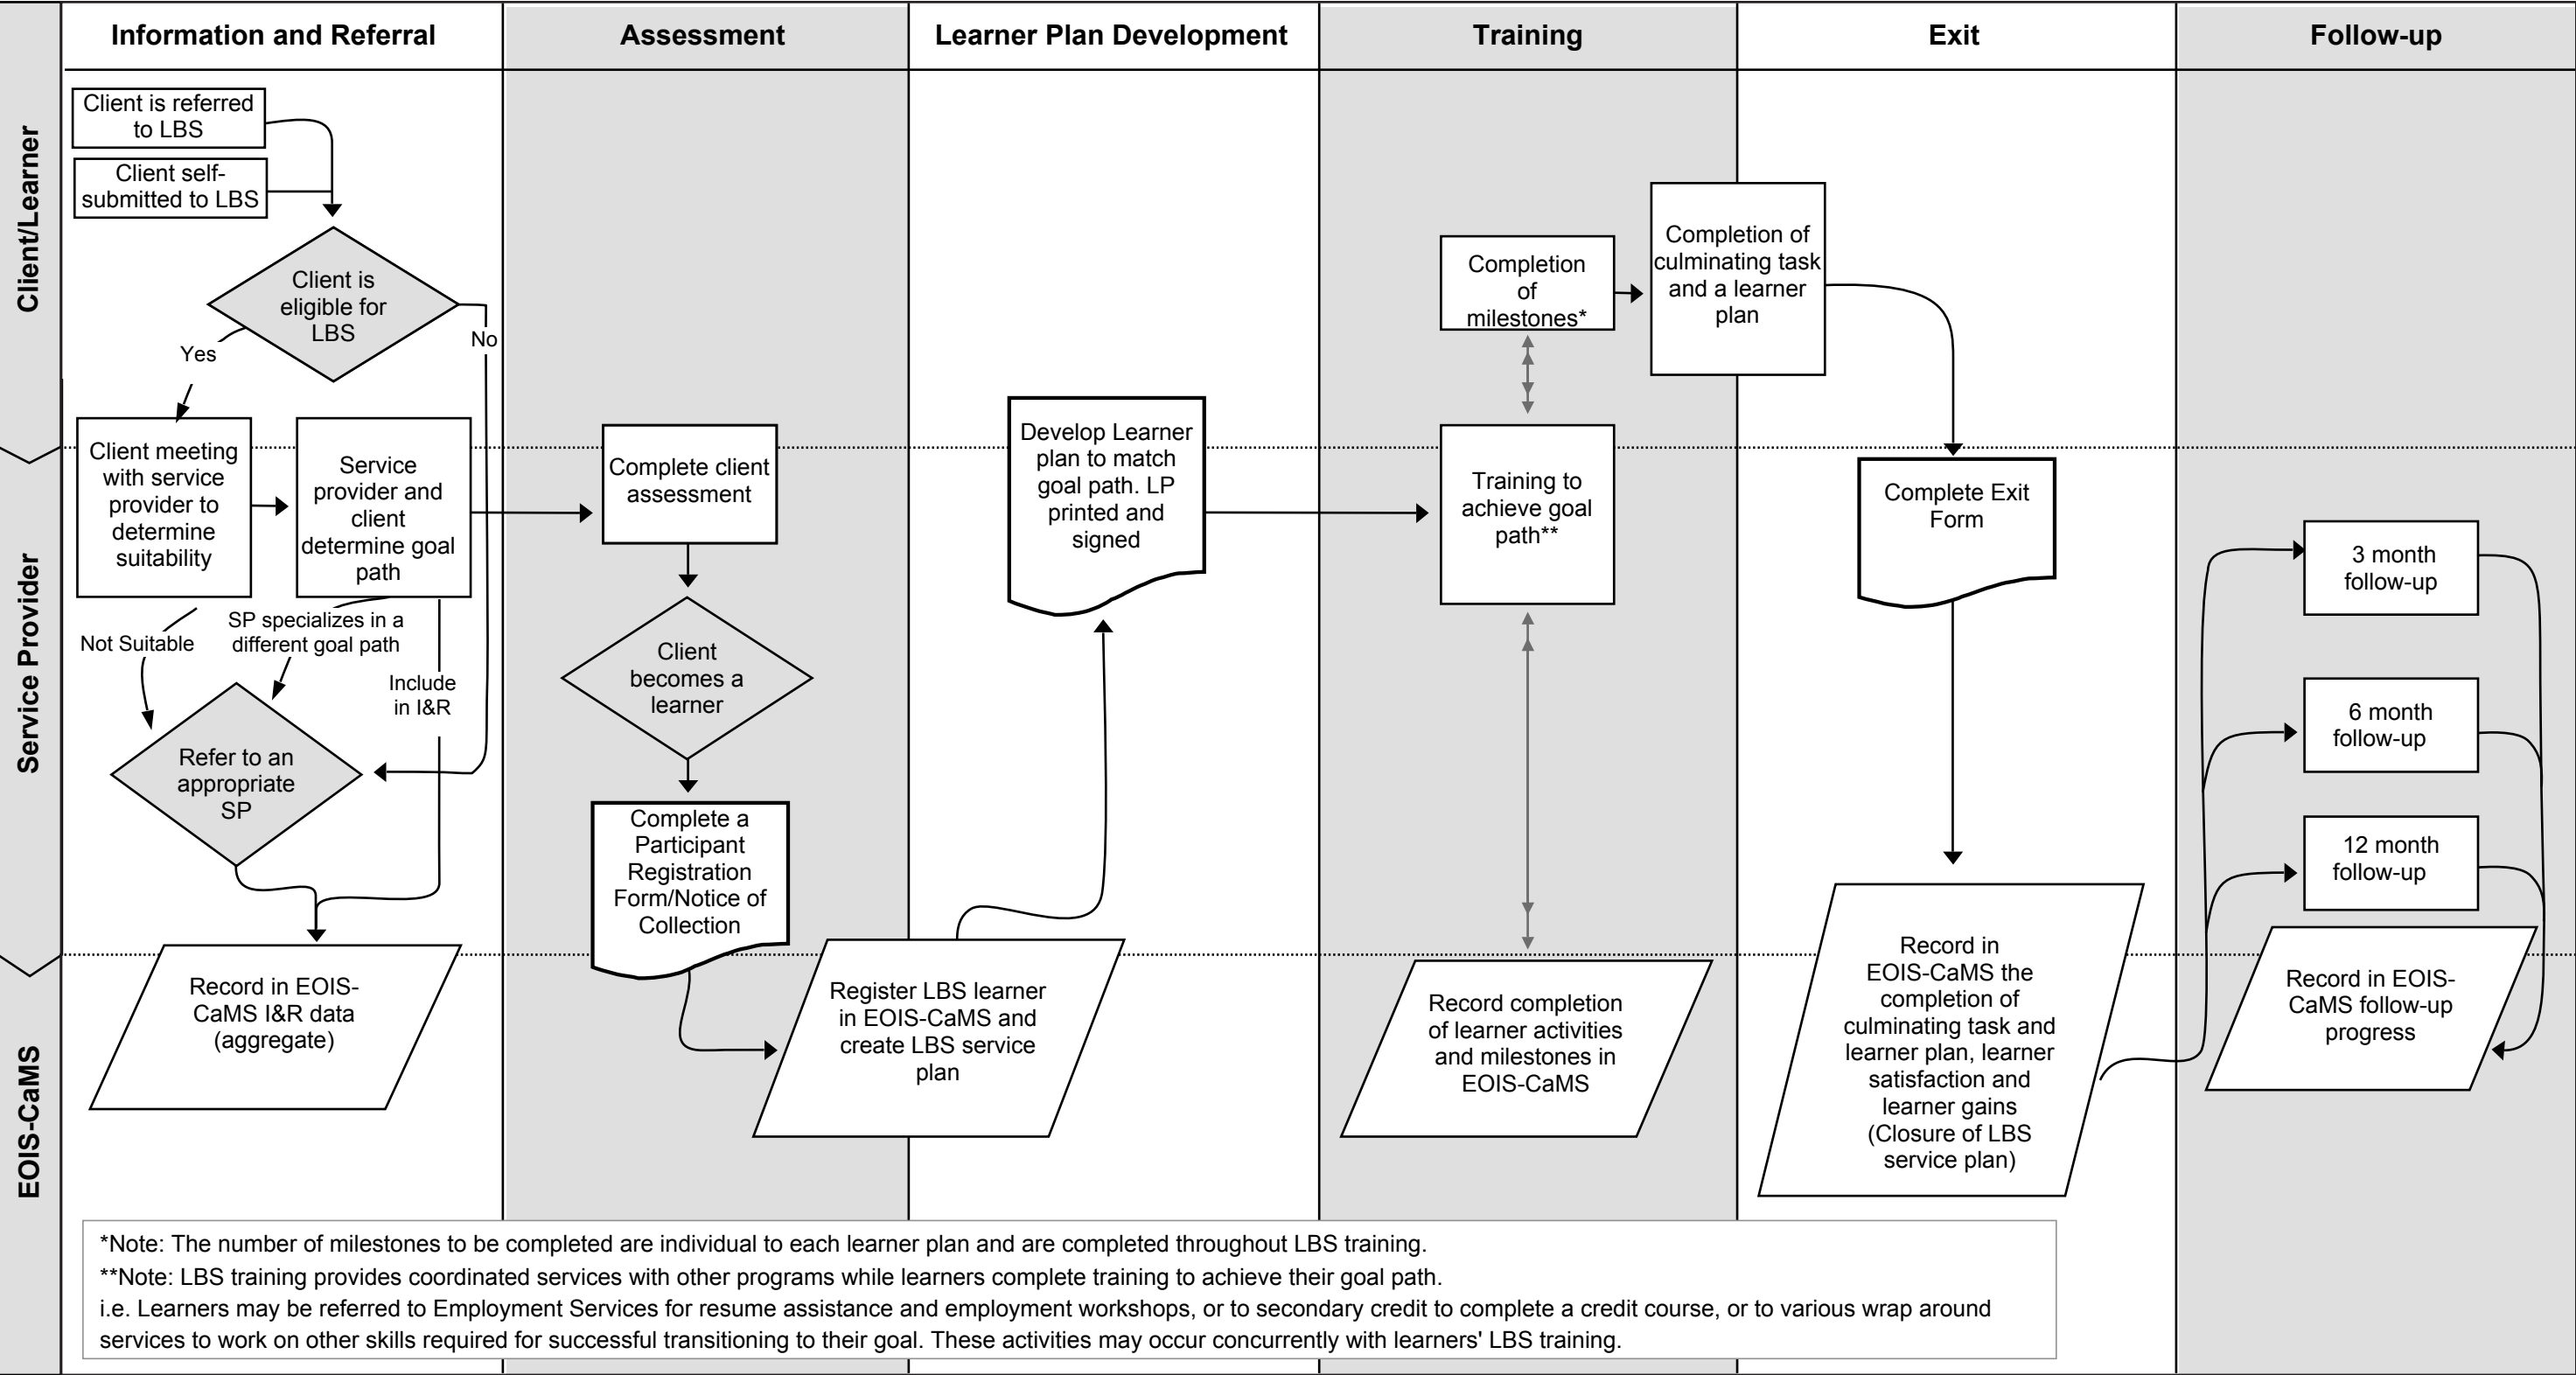 Information and Referral
Assessment
Learner Plan Development
Training
Exit
Follow-up
Client/Learner
Service Provider
EOIS-CaMS
Client is referred
to LBS
Client self-
submitted to LBS
Client is
eligible for
LBS
Yes
No
Client meeting
with service
provider to
determine
suitability
Service
provider and
client
determine goal
path
Not Suitable
SP specializes in a
different goal path
Include
in I&R
Refer to an
appropriate
SP
Record in EOIS-
CaMS I&R data
(aggregate)
Complete client
assessment
Client
becomes a
learner
Complete a
Participant
Registration
Form/Notice of
Collection
Register LBS learner
in EOIS-CaMS and
create LBS service
plan
Develop Learner
plan to match
goal path. LP
printed and
signed
Completion
of
milestones*
Training to
achieve goal
path**
Record completion
of learner activities
and milestones in
EOIS-CaMS
Completion of
culminating task
and a learner
plan
Complete Exit
Form
Record in
EOIS-CaMS the
completion of
culminating task and
learner plan, learner
satisfaction and
learner gains
(Closure of LBS
service plan)
3 month
follow-up
6 month
follow-up
12 month
follow-up
Record in EOIS-
CaMS follow-up
progress
*Note: The number of milestones to be completed are individual to each learner plan and are completed throughout LBS training.
**Note: LBS training provides coordinated services with other programs while learners complete training to achieve their goal path.
i.e. Learners may be referred to Employment Services for resume assistance and employment workshops, or to secondary credit to complete a credit course, or to various wrap around
services to work on other skills required for successful transitioning to their goal. These activities may occur concurrently with learners' LBS training.